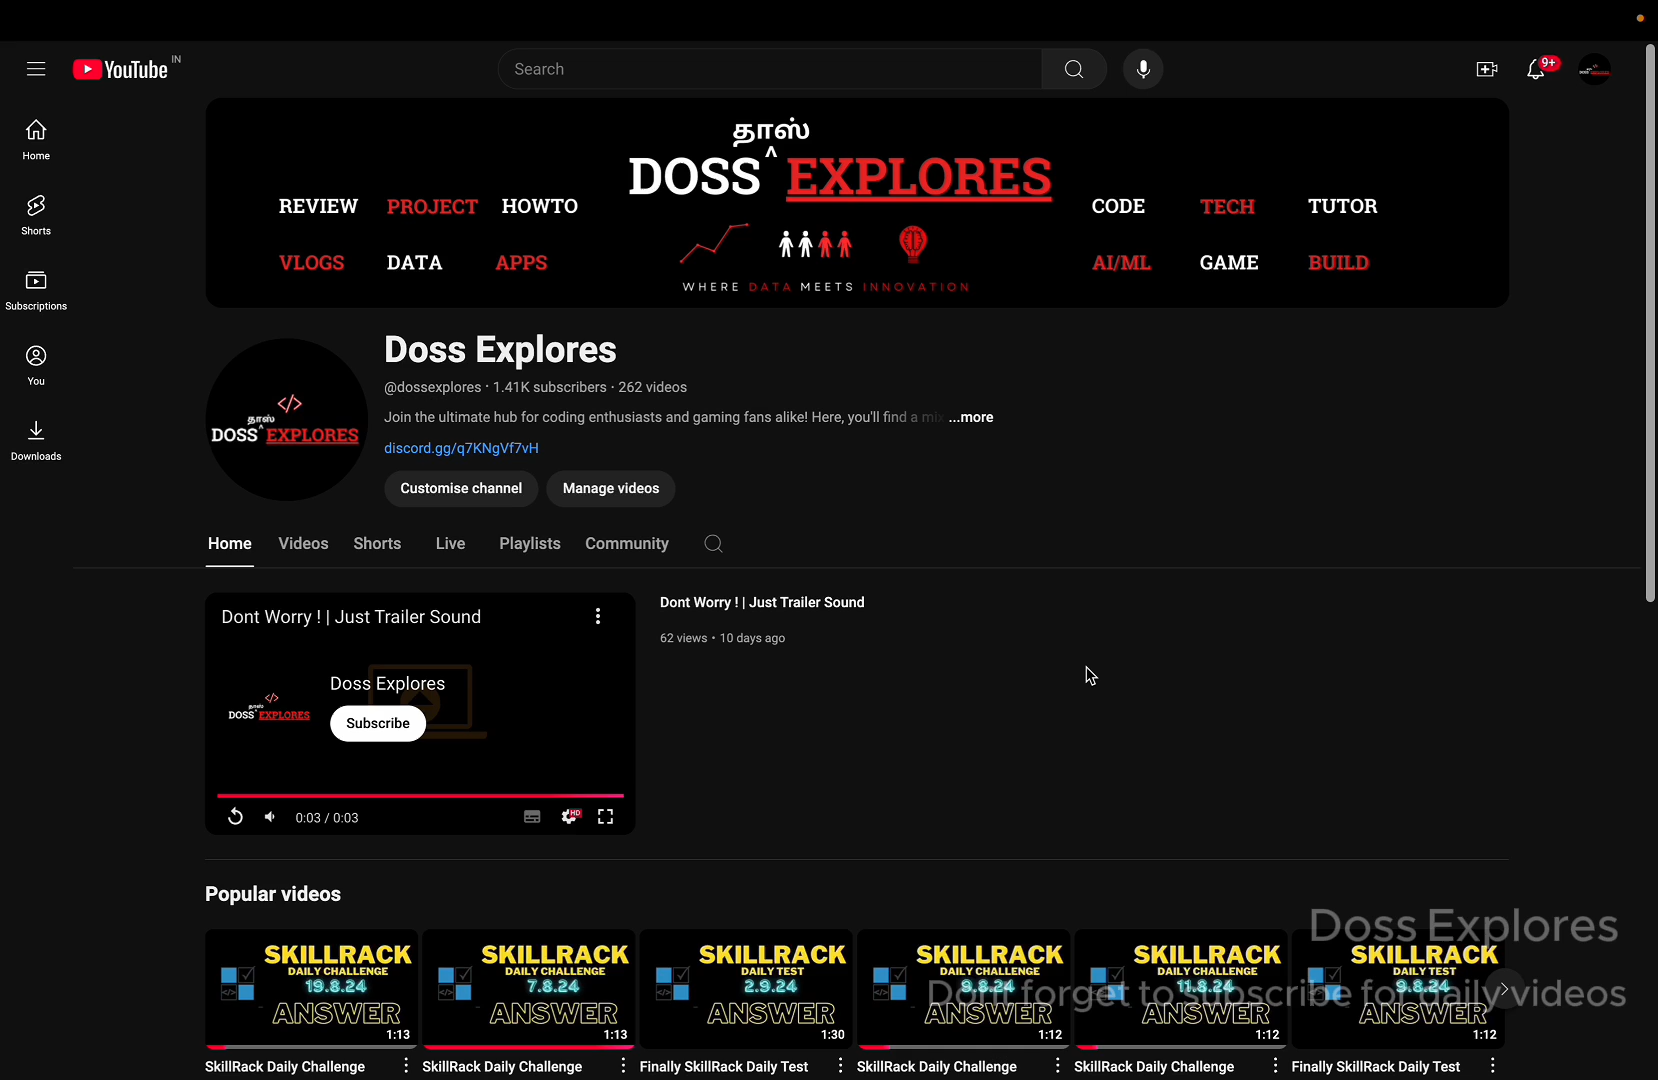 YouTube IN
Search
9+
Home
Shorts
Subscriptions
You
Downloads
தாஸ்
DOSS ^ EXPLORES
REVIEW PROJECT HOWTO
VLOGS DATA APPS
CODE TECH TUTOR
AI/ML GAME BUILD
WHERE DATA MEETS INNOVATION
தாஸ்
DOSS ^ EXPLORES
</>
Doss Explores
@dossexplores · 1.41K subscribers · 262 videos
Join the ultimate hub for coding enthusiasts and gaming fans alike! Here, you'll find a mix ...more
discord.gg/q7KNgVf7vH
Customise channel Manage videos
Home Videos Shorts Live Playlists Community
Dont Worry ! | Just Trailer Sound
Doss Explores
தாஸ்
DOSS ^ EXPLORES
</>
Subscribe
0:03 / 0:03
HD
Dont Worry ! | Just Trailer Sound
62 views · 10 days ago
Popular videos
SKILLRACK
DAILY CHALLENGE
19.8.24
ANSWER
1:13
SkillRack Daily Challenge
SKILLRACK
DAILY CHALLENGE
7.8.24
ANSWER
1:13
SkillRack Daily Challenge
SKILLRACK
DAILY TEST
2.9.24
ANSWER
1:30
Finally SkillRack Daily Test
SKILLRACK
DAILY CHALLENGE
9.8.24
ANSWER
1:12
SkillRack Daily Challenge
SKILLRACK
DAILY CHALLENGE
11.8.24
ANSWER
1:12
SkillRack Daily Challenge
SKILLRACK
DAILY TEST
9.8.24
ANSWER
1:12
Finally SkillRack Daily Test
Doss Explores
Dont forget to subscribe for daily videos